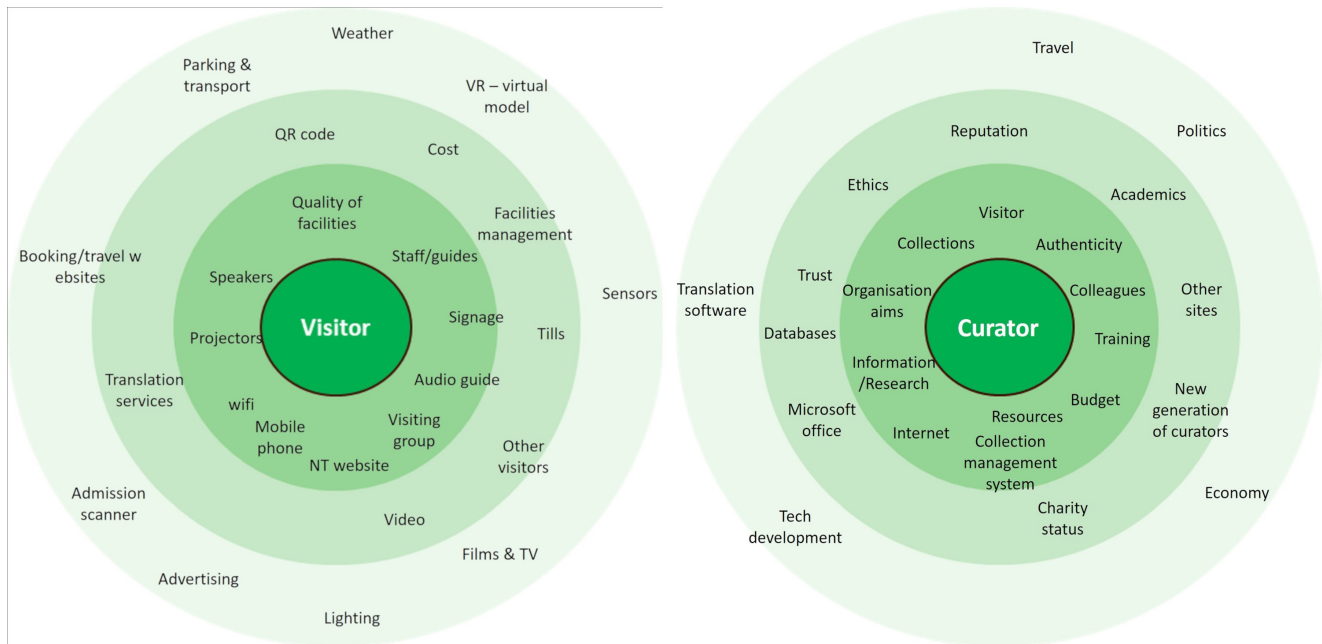 Weather
Parking &
transport
VR – virtual
model
QR code
Cost
Quality of
facilities
Facilities
management
Staff/guides
Booking/travel w
ebsites
Speakers
Sensors
Signage
Visitor
Projectors
Tills
Translation
services
Audio guide
wifi
Mobile
phone
Visiting
group
NT website
Other
visitors
Admission
scanner
Video
Films & TV
Advertising
Lighting
Travel
Reputation
Politics
Ethics
Academics
Visitor
Collections
Authenticity
Trust
Translation
software
Organisation
aims
Colleagues
Other
sites
Databases
Curator
Training
Information
/Research
Microsoft
office
Budget
New
generation
of curators
Resources
Internet
Collection
management
system
Economy
Tech
development
Charity
status